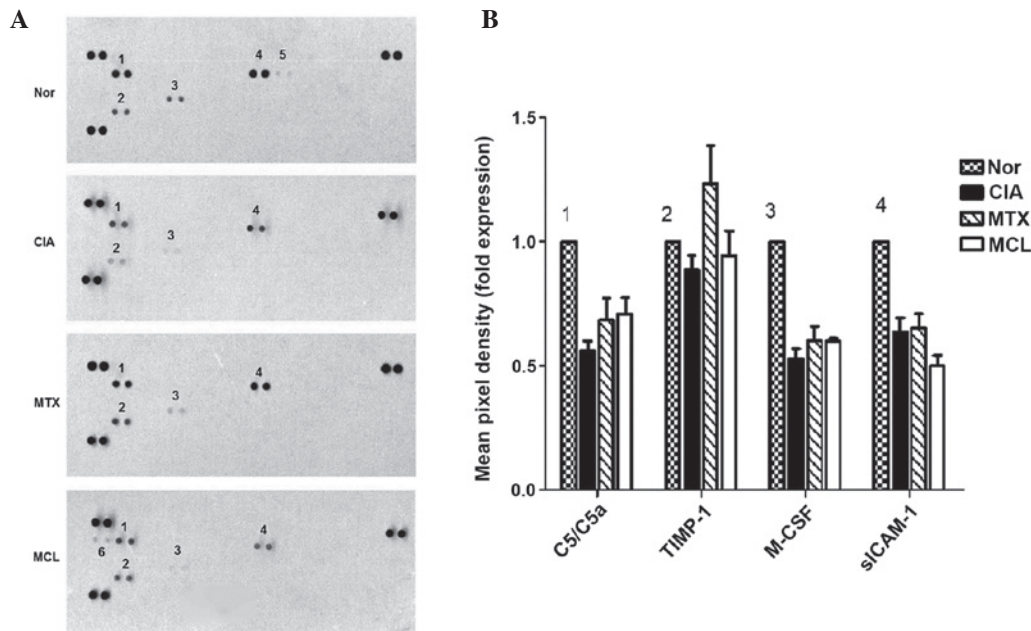 A
Nor
1
2
3
4
5
CIA
1
2
3
4
MTX
1
2
3
4
MCL
1
6
2
3
4
B
Mean pixel density (fold expression)
1.5
1.0
0.5
0.0
1
2
3
4
C5/C5a
TIMP-1
M-CSF
sICAM-1
Nor
CIA
MTX
MCL